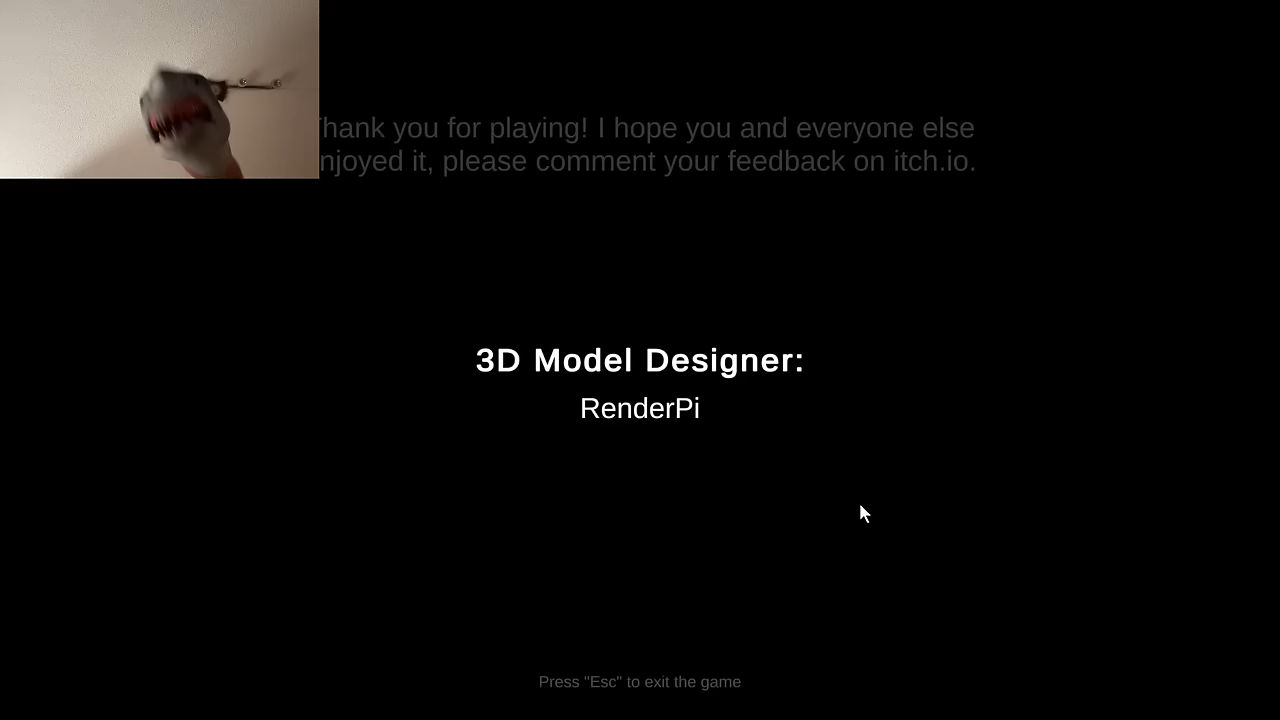 hank you for playing! I hope you and everyone else
njoyed it, please comment your feedback on itch.io.
3D Model Designer:
RenderPi
Press "Esc" to exit the game